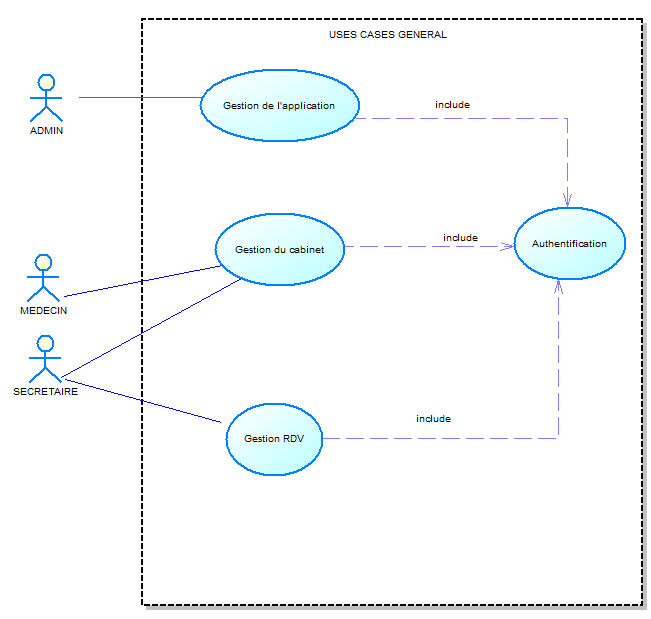 USES CASES GENERAL
Gestion de l'application
include
ADMIN
Gestion du cabinet
include
Authentification
MEDECIN
SECRETAIRE
Gestion RDV
include